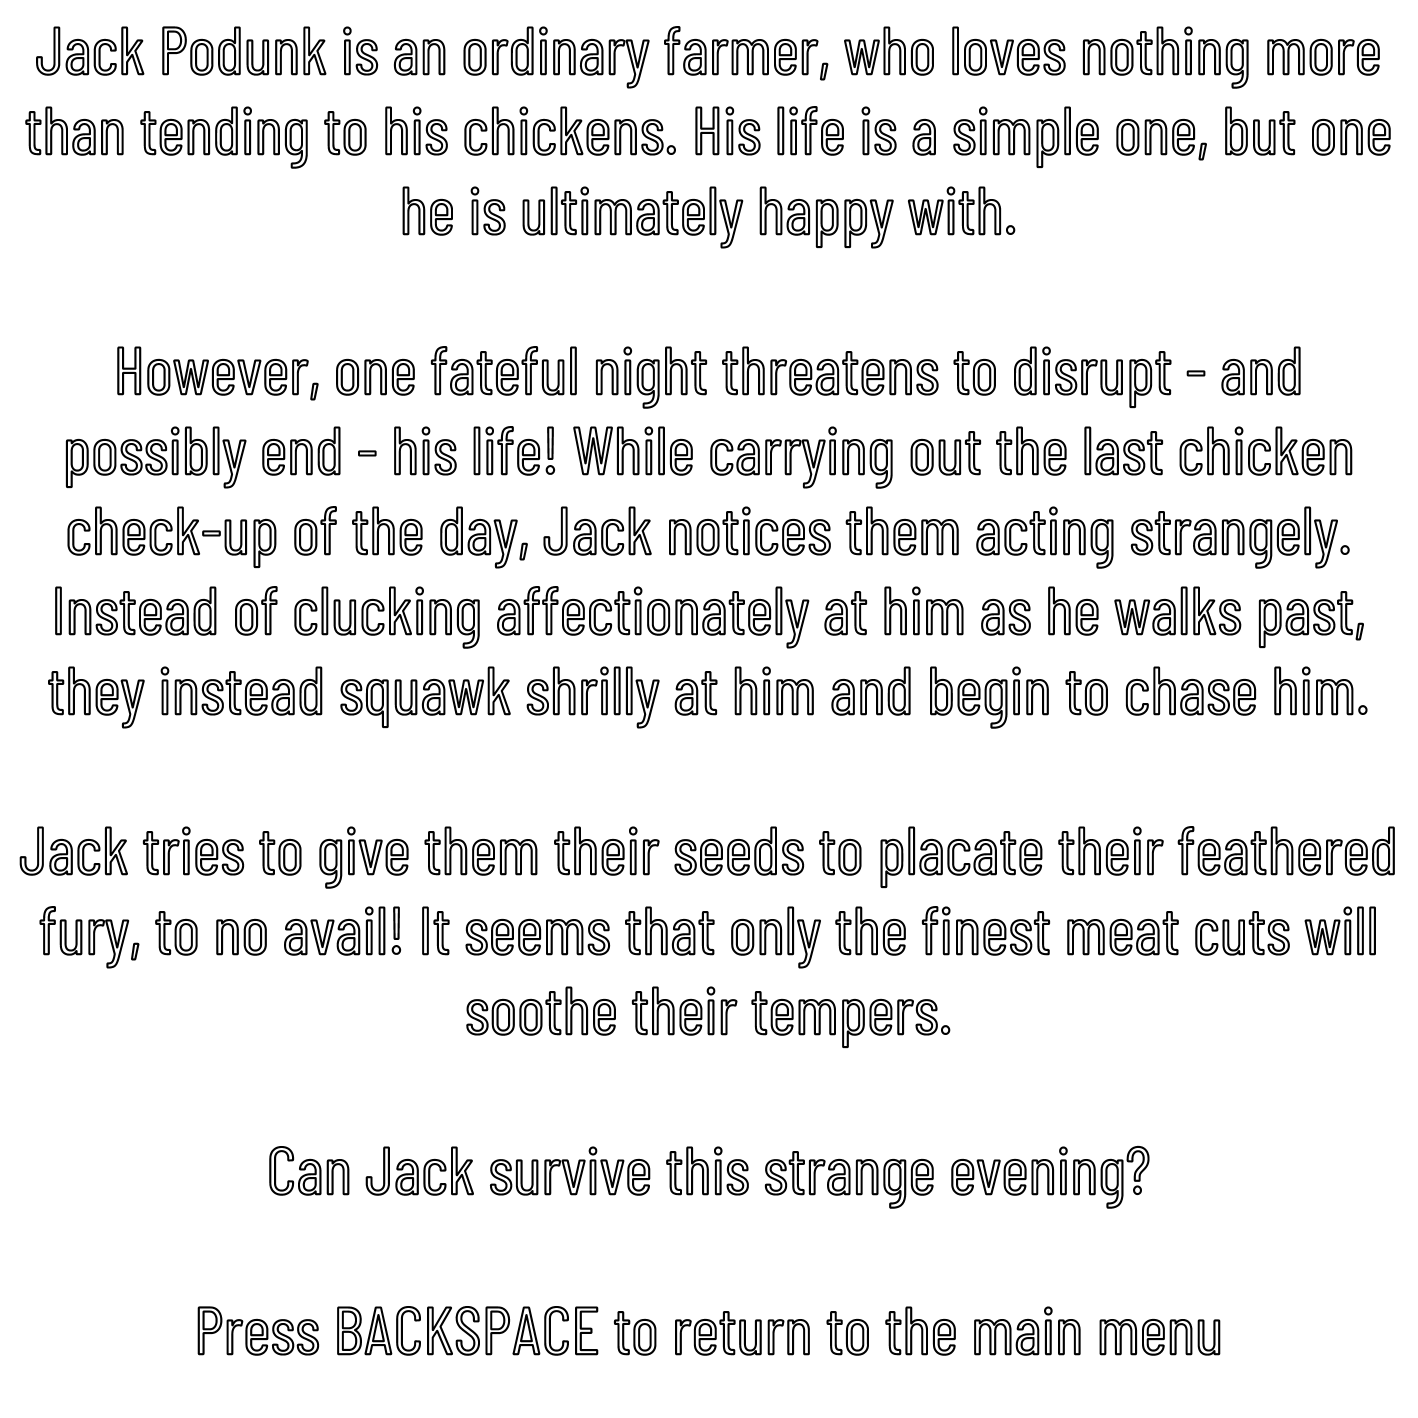 Jack Podunk is an ordinary farmer, who loves nothing more
than tending to his chickens. His life is a simple one, but one
he is ultimately happy with.
However, one fateful night threatens to disrupt - and
possibly end - his life! While carrying out the last chicken
check-up of the day, Jack notices them acting strangely.
Instead of clucking affectionately at him as he walks past,
they instead squawk shrilly at him and begin to chase him.
Jack tries to give them their seeds to placate their feathered
fury, to no avail! It seems that only the finest meat cuts will
soothe their tempers.
Can Jack survive this strange evening?
Press BACKSPACE to return to the main menu